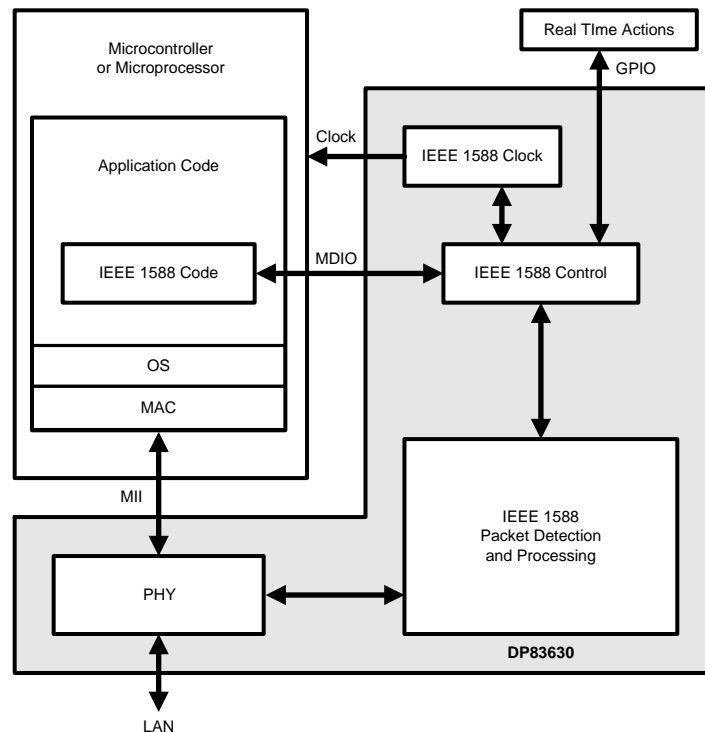 Microcontroller
or Microprocessor
Real TIme Actions
GPIO
Clock
IEEE 1588 Clock
Application Code
IEEE 1588 Code
MDIO
IEEE 1588 Control
OS
MAC
MII
IEEE 1588
Packet Detection
and Processing
PHY
DP83630
LAN